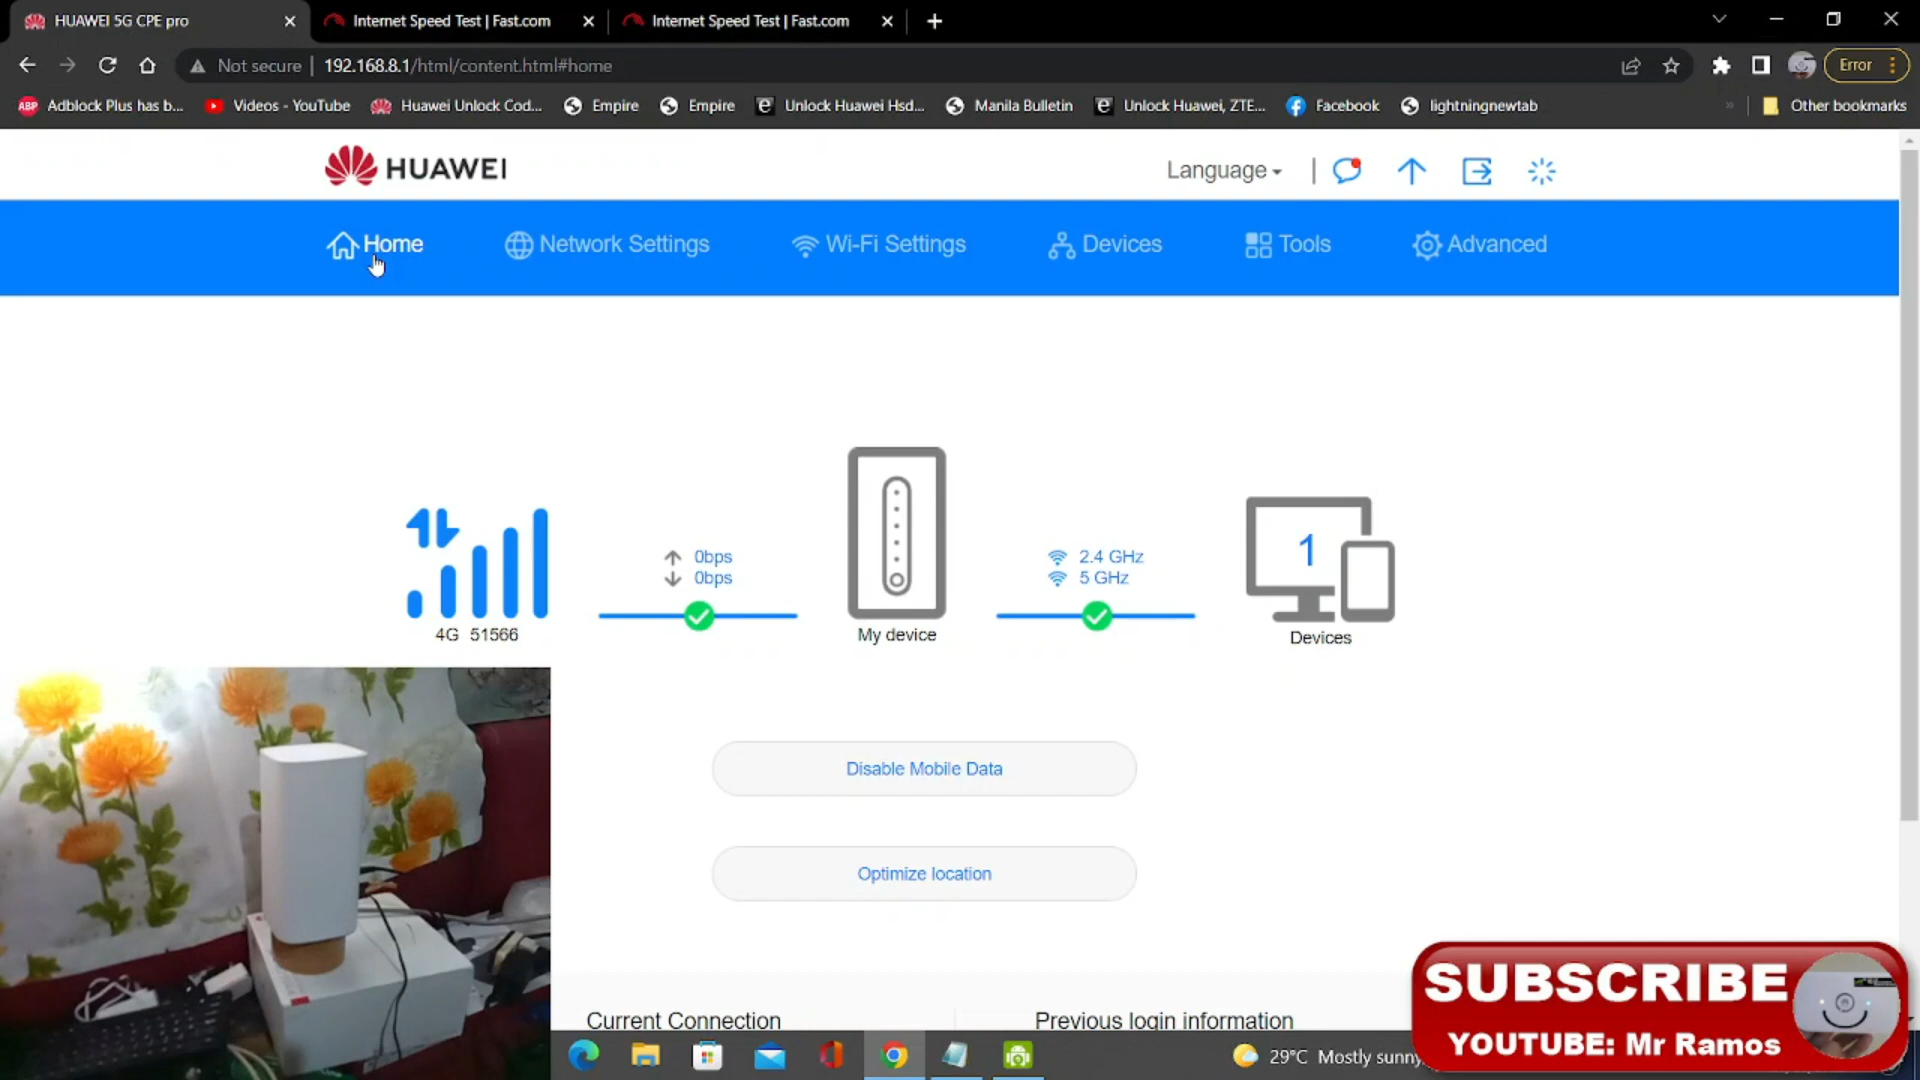 HUAWEI 5G CPE pro
Internet Speed Test | Fast.com
Internet Speed Test | Fast.com
Not secure
192.168.8.1/html/content.html#home
Error
ABP
Adblock Plus has b...
Videos - YouTube
Huawei Unlock Cod...
Empire
Empire
Unlock Huawei Hsd...
Manila Bulletin
Unlock Huawei, ZTE...
Facebook
lightningnewtab
Other bookmarks
HUAWEI
Language
Home
Network Settings
Wi-Fi Settings
Devices
Tools
Advanced
0bps
0bps
2.4 GHz
5 GHz
1
4G 51566
My device
Devices
Disable Mobile Data
Optimize location
Current Connection
Previous login information
29°C Mostly sunny
SUBSCRIBE
YOUTUBE: Mr Ramos